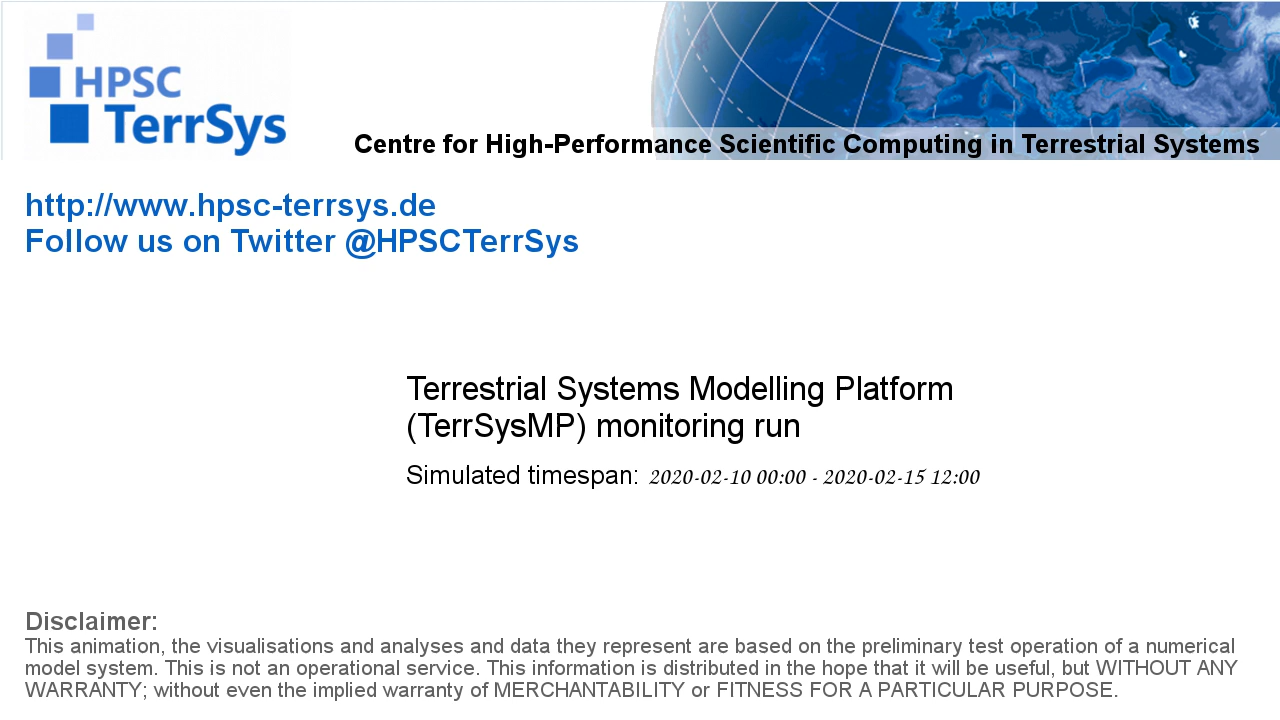 HPSC
TerrSys
Centre for High-Performance Scientific Computing in Terrestrial Systems
http://www.hpsc-terrsys.de
Follow us on Twitter @HPSCTerrSys
Terrestrial Systems Modelling Platform
(TerrSysMP) monitoring run
Simulated timespan: 2020-02-10 00:00 - 2020-02-15 12:00
Disclaimer:
This animation, the visualisations and analyses and data they represent are based on the preliminary test operation of a numerical
model system. This is not an operational service. This information is distributed in the hope that it will be useful, but WITHOUT ANY
WARRANTY; without even the implied warranty of MERCHANTABILITY or FITNESS FOR A PARTICULAR PURPOSE.